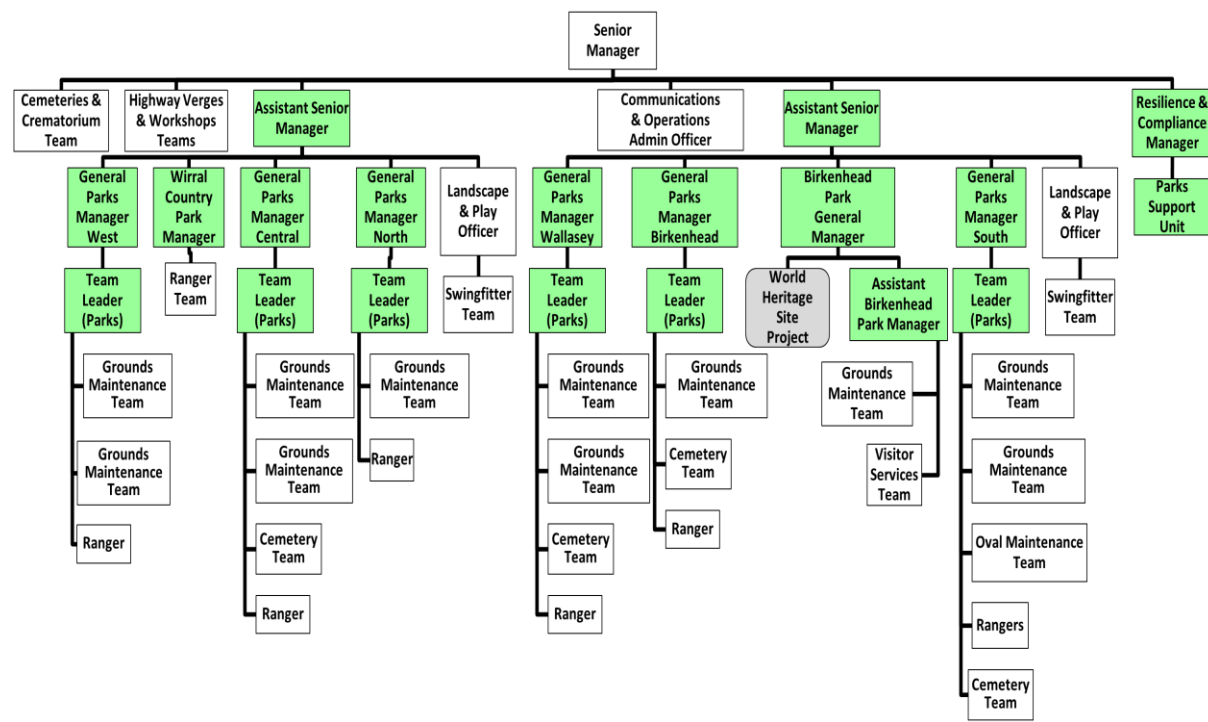 Senior
Manager
Cemeteries &
Crematorium
Team
Highway Verges
& Workshops
Teams
Assistant Senior
Manager
Communications
& Operations
Admin Officer
Assistant Senior
Manager
Resilience &
Compliance
Manager
General
Parks
Manager
West
Wirral
Country
Park
Manager
General
Parks
Manager
Central
General
Parks
Manager
North
Landscape
& Play
Officer
General
Parks
Manager
Wallasey
General
Parks
Manager
Birkenhead
Birkenhead
Park
General
Manager
General
Parks
Manager
South
Landscape
& Play
Officer
Parks
Support
Unit
Team
Leader
(Parks)
Ranger
Team
Team
Leader
(Parks)
Team
Leader
(Parks)
Swingfitter
Team
Team
Leader
(Parks)
Team
Leader
(Parks)
World
Heritage
Site
Project
Assistant
Birkenhead
Park Manager
Team
Leader
(Parks)
Swingfitter
Team
Grounds
Maintenance
Team
Grounds
Maintenance
Team
Ranger
Grounds
Maintenance
Team
Grounds
Maintenance
Team
Cemetery
Team
Ranger
Grounds
Maintenance
Team
Ranger
Grounds
Maintenance
Team
Grounds
Maintenance
Team
Cemetery
Team
Ranger
Grounds
Maintenance
Team
Cemetery
Team
Ranger
Grounds
Maintenance
Team
Visitor
Services
Team
Grounds
Maintenance
Team
Grounds
Maintenance
Team
Oval Maintenance
Team
Rangers
Cemetery
Team